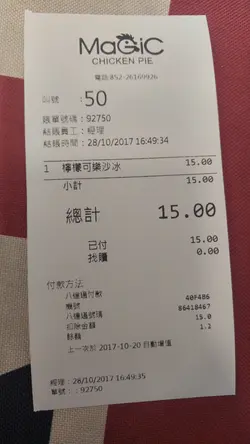 MaGiC
CHICKEN PIE
電話:852-26169926
叫號 : 50
賬單號碼 : 92750
結賬員工 : 經理
結賬時間 : 28/10/2017 16:49:34
1 檸檬可樂沙冰 15.00
小計 15.00
總計 15.00
已付 15.00
找贖 0.00
付款方法
八達通付款 40F4B6
機號 86418467
八達通號碼 15.0
扣除金額 1.2
餘額
上一次於 2017-10-20 自動增值
經理 : 28/10/2017 16:49:35
單號 : : 92750